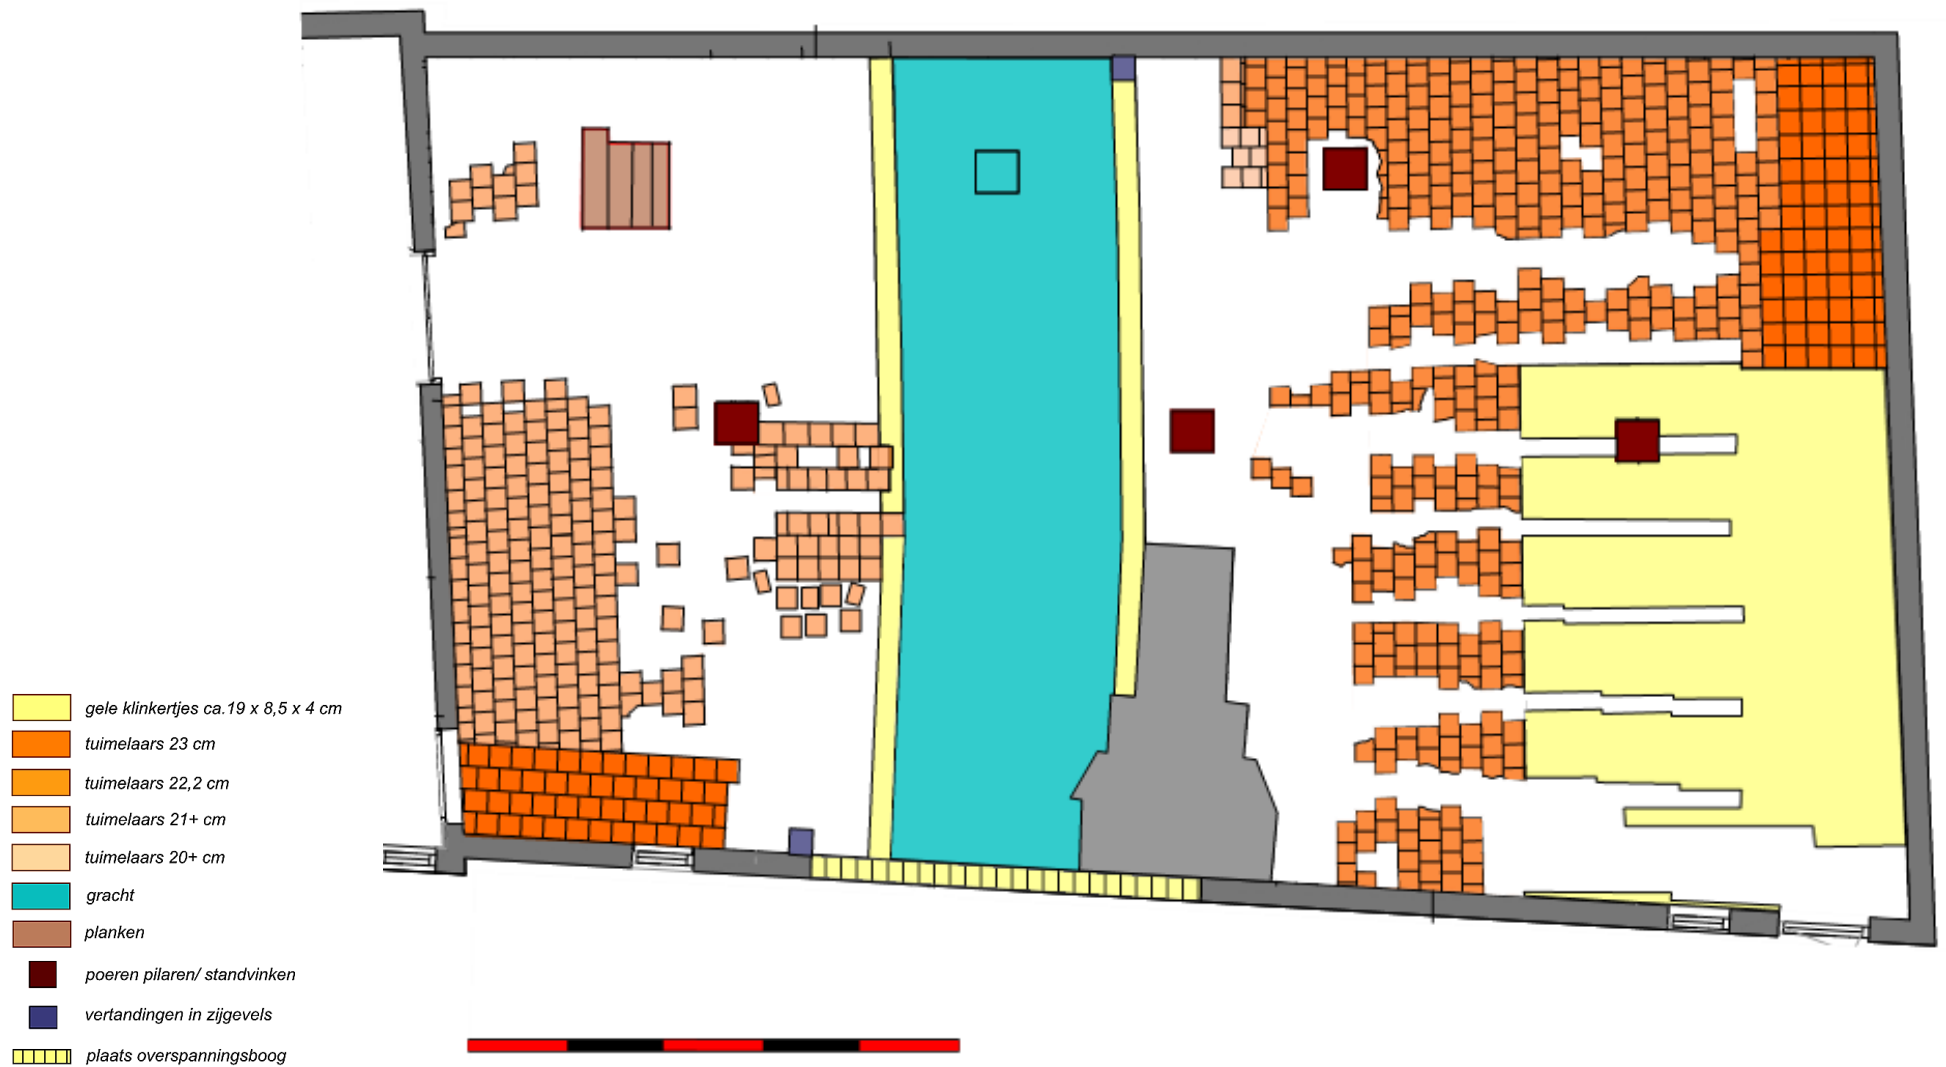 gele klinkertjes ca.19 x 8,5 x 4 cm
tuimelaars 23 cm
tuimelaars 22,2 cm
tuimelaars 21+ cm
tuimelaars 20+ cm
gracht
planken
poeren pilaren/ standvinken
vertandingen in zijgevels
plaats overspanningsboog